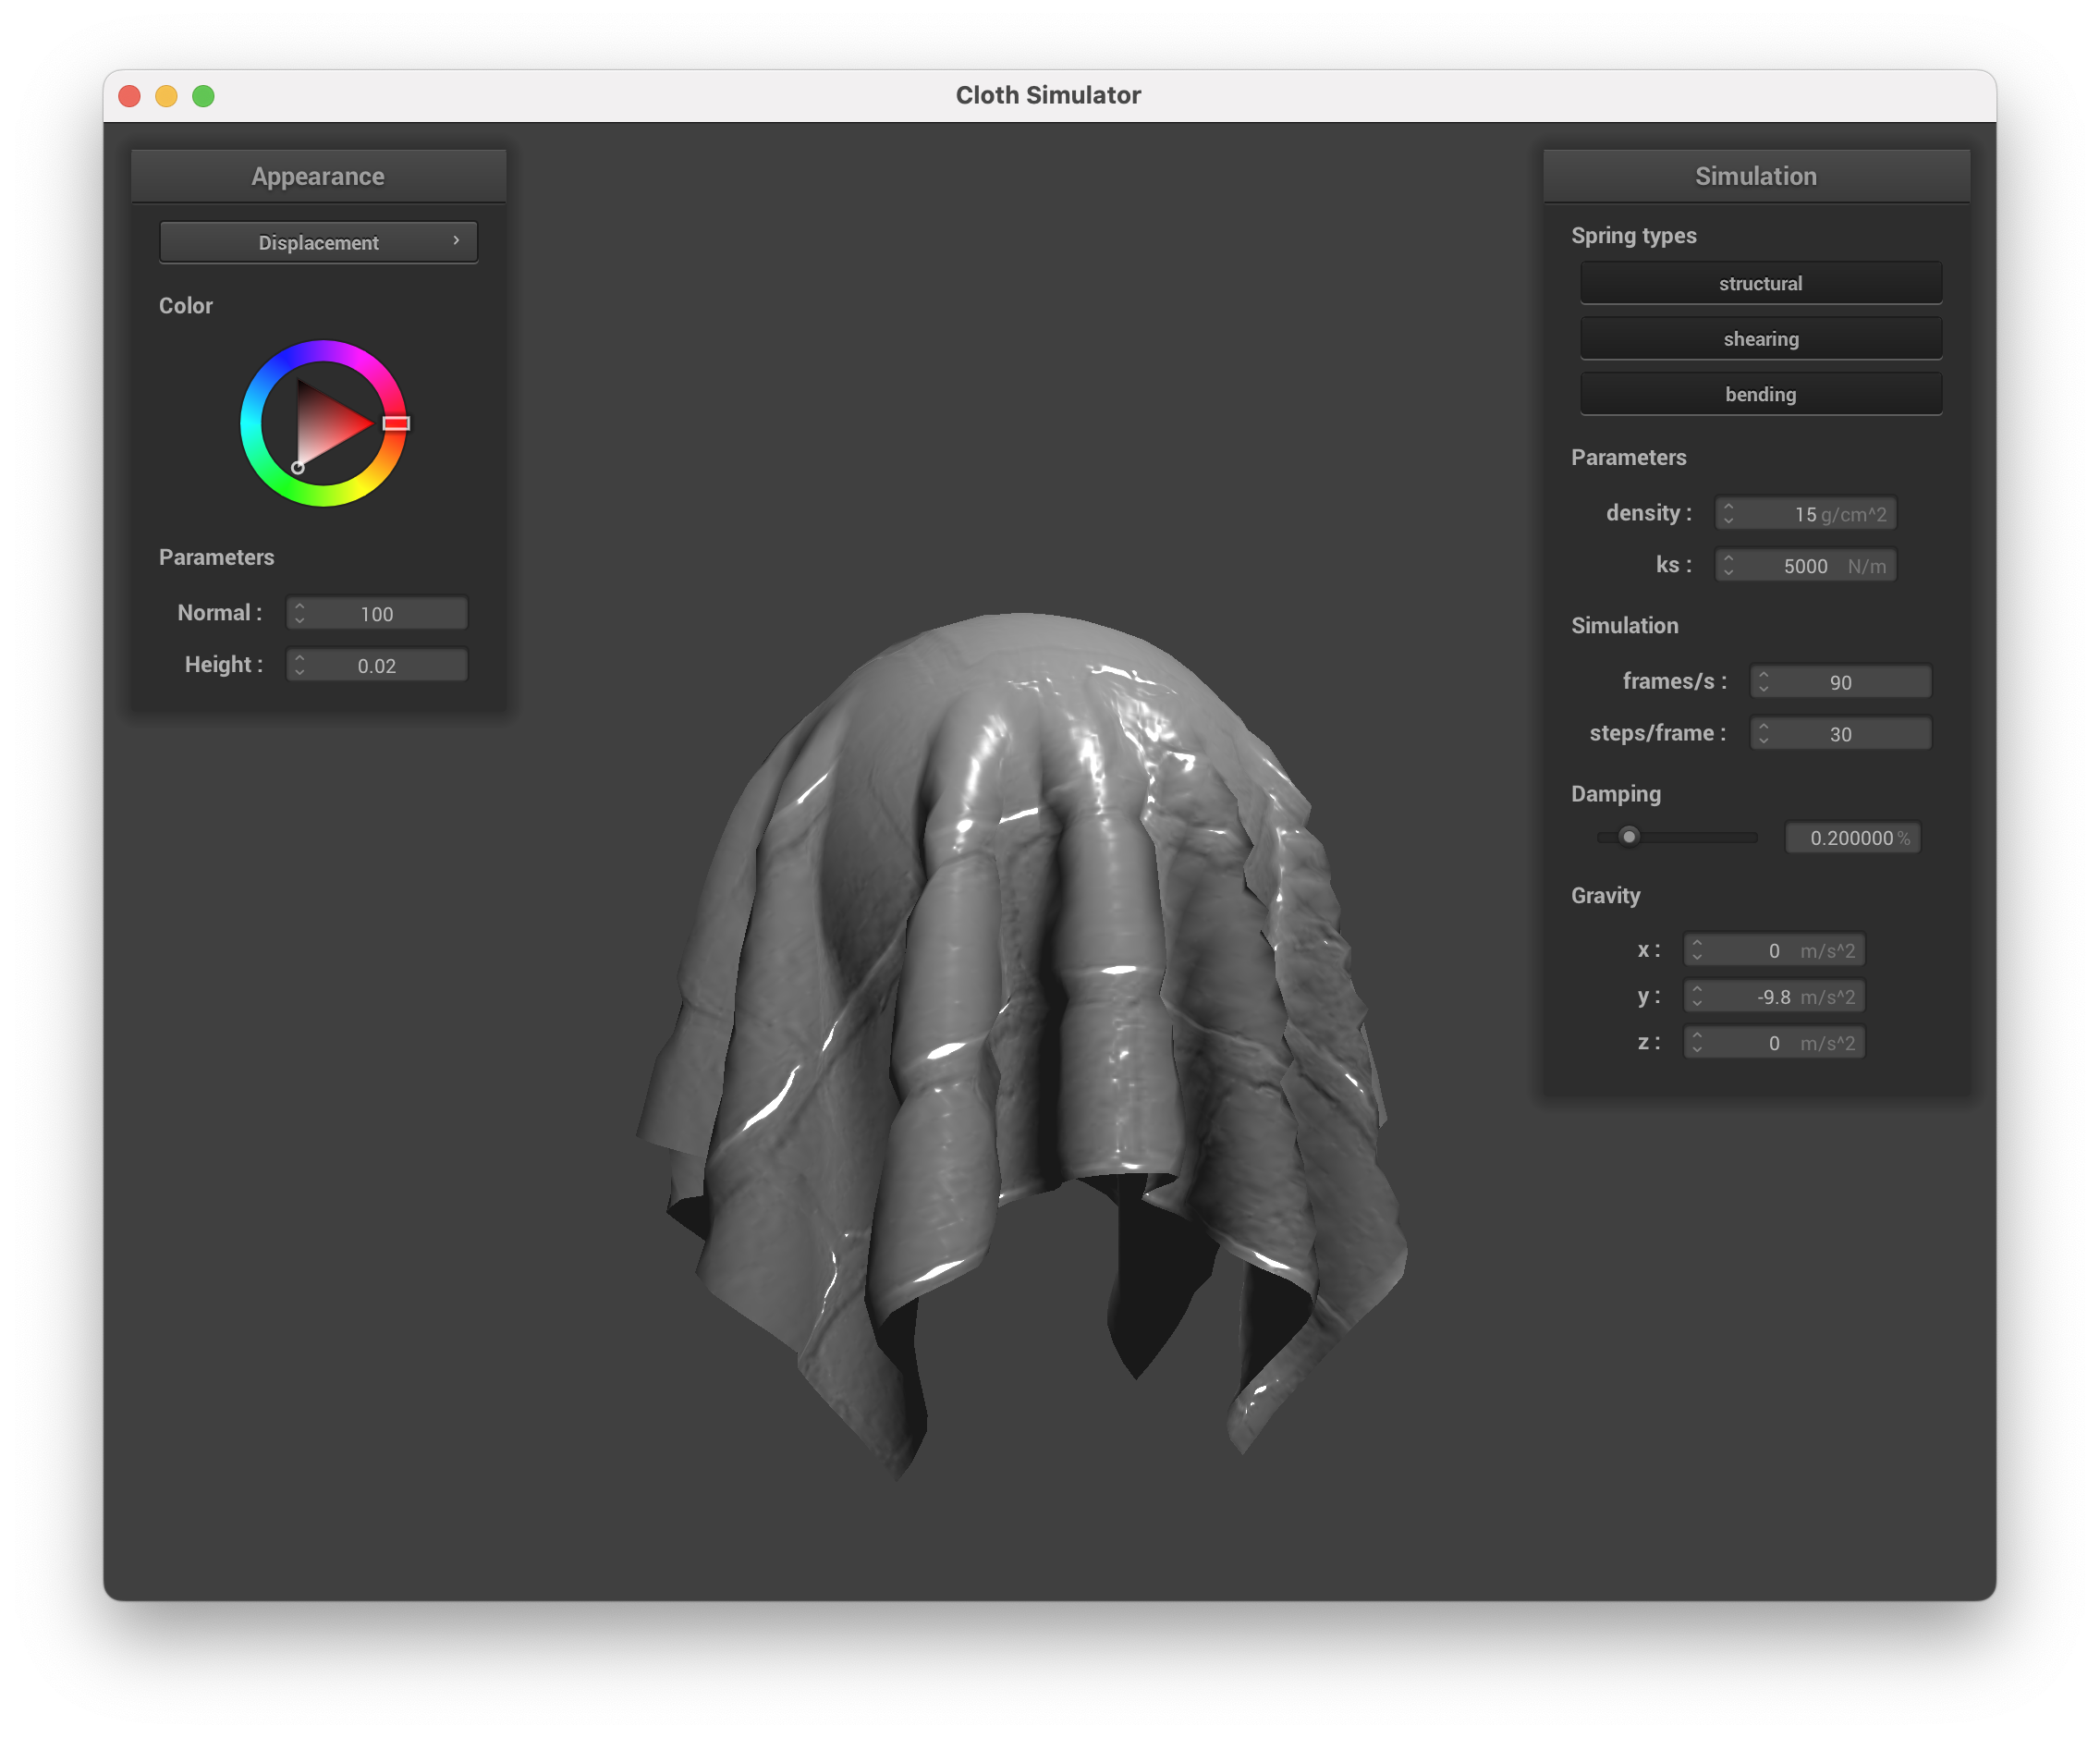 Cloth Simulator
Appearance
Displacement
Color
Parameters
Normal : 100
Height : 0.02
Simulation
Spring types
structural
shearing
bending
Parameters
density : 15 g/cm^2
ks : 5000 N/m
Simulation
frames/s : 90
steps/frame : 30
Damping
0.200000 %
Gravity
x : 0 m/s^2
y : -9.8 m/s^2
z : 0 m/s^2